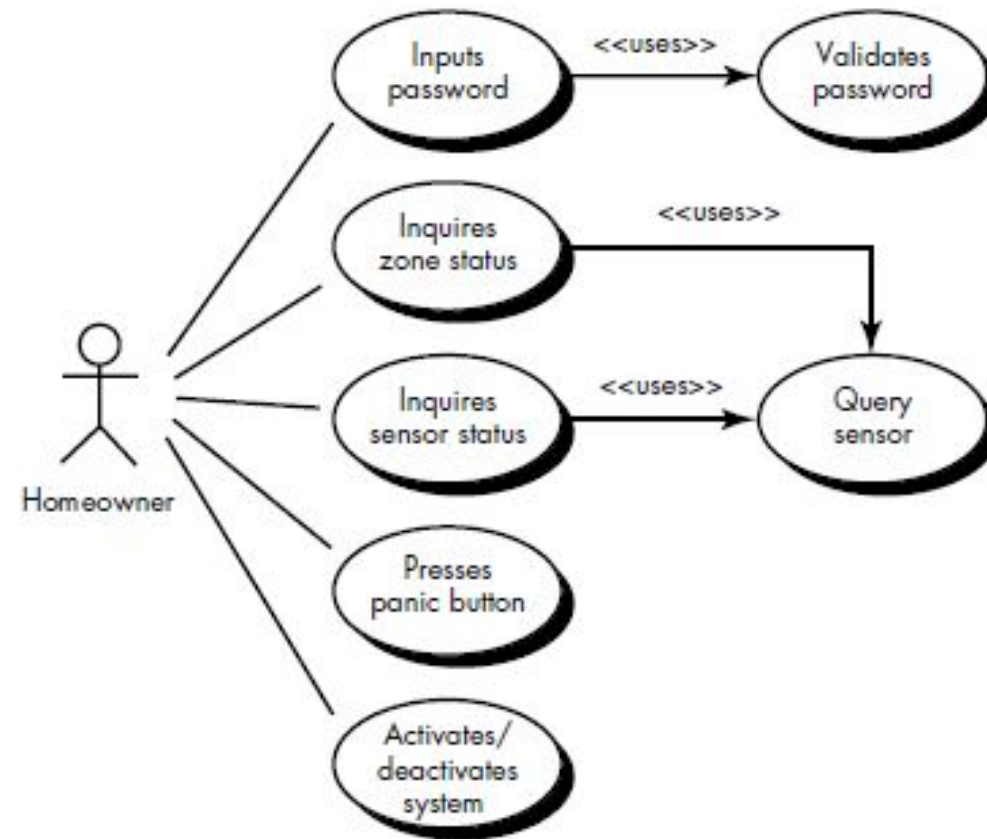 Inputs
password
<<uses>>
Validates
password
Inquires
zone status
<<uses>>
Inquires
sensor status
<<uses>>
Query
sensor
Homeowner
Presses
panic button
Activates/
deactivates
system